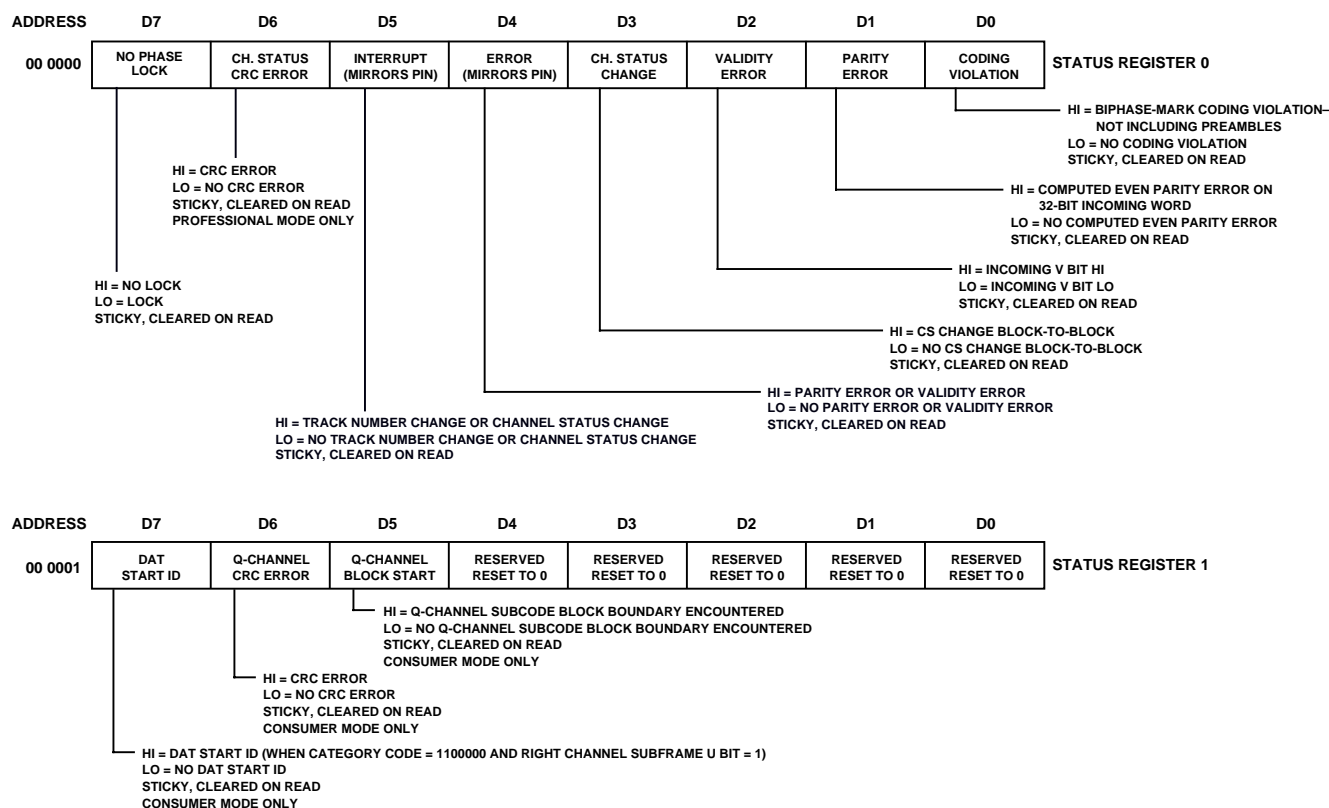 ADDRESS D7 D6 D5 D4 D3 D2 D1 D0
00 0000 NO PHASE LOCK CH. STATUS CRC ERROR INTERRUPT (MIRRORS PIN) ERROR (MIRRORS PIN) CH. STATUS CHANGE VALIDITY ERROR PARITY ERROR CODING VIOLATION STATUS REGISTER 0
HI = BIPHASE-MARK CODING VIOLATION–
NOT INCLUDING PREAMBLES
LO = NO CODING VIOLATION
STICKY, CLEARED ON READ
HI = CRC ERROR
LO = NO CRC ERROR
STICKY, CLEARED ON READ
PROFESSIONAL MODE ONLY
HI = COMPUTED EVEN PARITY ERROR ON
32-BIT INCOMING WORD
LO = NO COMPUTED EVEN PARITY ERROR
STICKY, CLEARED ON READ
HI = INCOMING V BIT HI
LO = INCOMING V BIT LO
STICKY, CLEARED ON READ
HI = NO LOCK
LO = LOCK
STICKY, CLEARED ON READ
HI = CS CHANGE BLOCK-TO-BLOCK
LO = NO CS CHANGE BLOCK-TO-BLOCK
STICKY, CLEARED ON READ
HI = PARITY ERROR OR VALIDITY ERROR
LO = NO PARITY ERROR OR VALIDITY ERROR
STICKY, CLEARED ON READ
HI = TRACK NUMBER CHANGE OR CHANNEL STATUS CHANGE
LO = NO TRACK NUMBER CHANGE OR CHANNEL STATUS CHANGE
STICKY, CLEARED ON READ
ADDRESS D7 D6 D5 D4 D3 D2 D1 D0
00 0001 DAT START ID Q-CHANNEL CRC ERROR Q-CHANNEL BLOCK START RESERVED RESET TO 0 RESERVED RESET TO 0 RESERVED RESET TO 0 RESERVED RESET TO 0 RESERVED RESET TO 0 STATUS REGISTER 1
HI = Q-CHANNEL SUBCODE BLOCK BOUNDARY ENCOUNTERED
LO = NO Q-CHANNEL SUBCODE BLOCK BOUNDARY ENCOUNTERED
STICKY, CLEARED ON READ
CONSUMER MODE ONLY
HI = CRC ERROR
LO = NO CRC ERROR
STICKY, CLEARED ON READ
CONSUMER MODE ONLY
HI = DAT START ID (WHEN CATEGORY CODE = 1100000 AND RIGHT CHANNEL SUBFRAME U BIT = 1)
LO = NO DAT START ID
STICKY, CLEARED ON READ
CONSUMER MODE ONLY